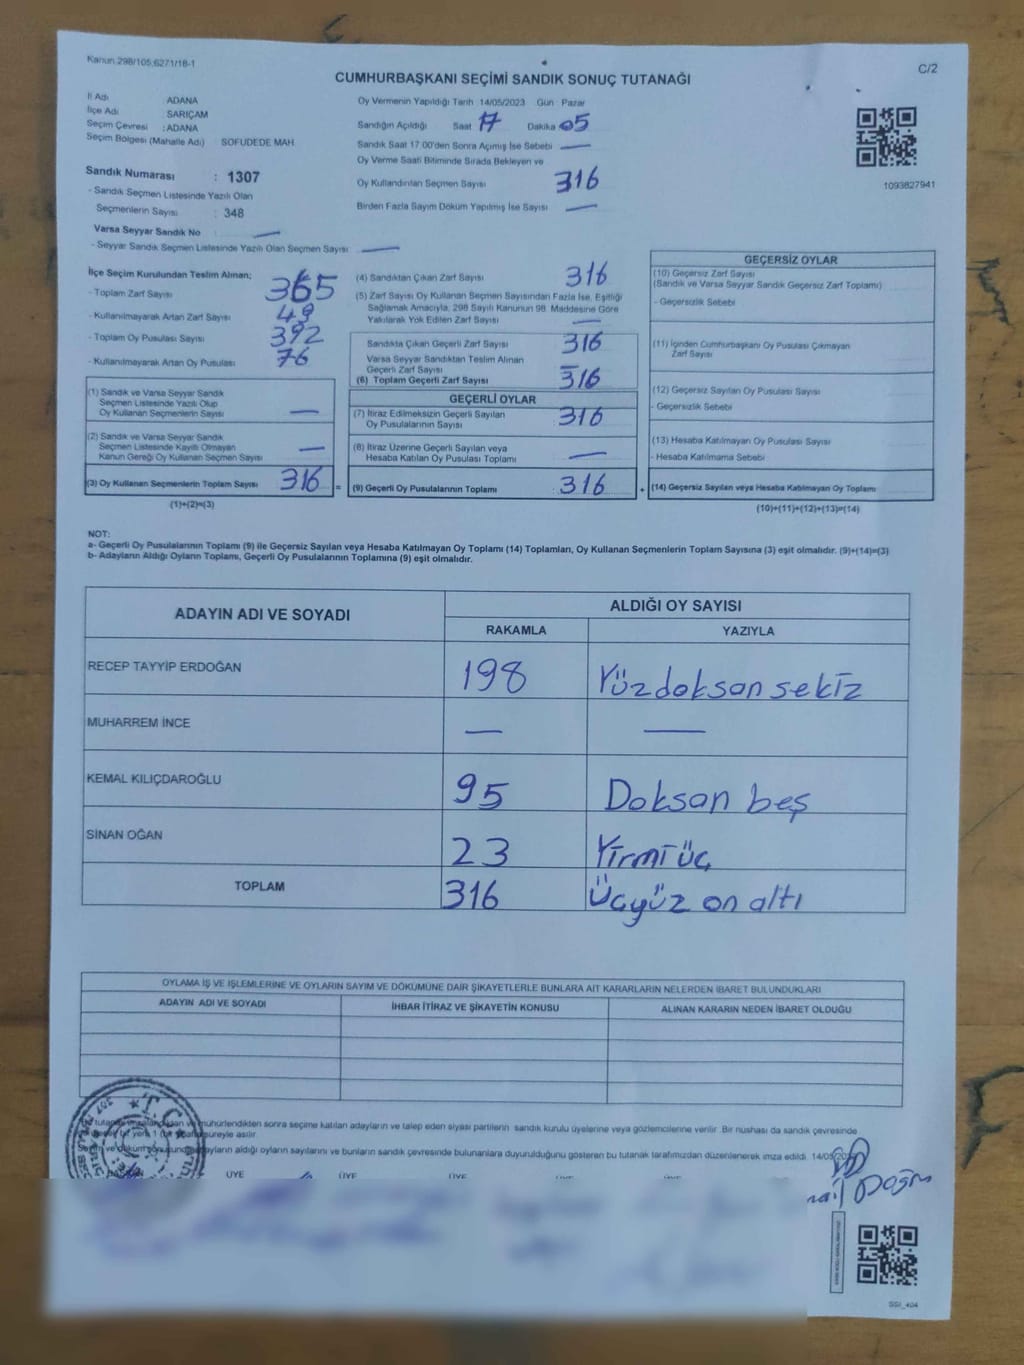 Kanun 298/105;6271/18-1
C/2
CUMHURBAŞKANI SEÇİMİ SANDIK SONUÇ TUTANAĞI
İl Adı ADANA
İlçe Adı SARIÇAM
Seçim Çevresi : ADANA
Seçim Bölgesi (Mahalle Adı) SOFUDEDE MAH.
Sandık Numarası : 1307
- Sandık Seçmen Listesinde Yazılı Olan
Seçmenlerin Sayısı : 348
Varsa Seyyar Sandık No —
- Seyyar Sandık Seçmen Listesinde Yazılı Olan Seçmen Sayısı —
Oy Vermenin Yapıldığı Tarih 14/05/2023 Gün Pazar
Sandığın Açıldığı Saat 17 Dakika 05
Sandık Saat 17:00'den Sonra Açımış İse Sebebi —
Oy Verme Saati Bitiminde Sırada Bekleyen ve
Oy Kullandırılan Seçmen Sayısı 316
Birden Fazla Sayım Döküm Yapılmış İse Sayısı —
1093827941
İlçe Seçim Kurulundan Teslim Alınan;
- Toplam Zarf Sayısı 365
- Kullanılmayarak Artan Zarf Sayısı 49
- Toplam Oy Pusulası Sayısı 392
- Kullanılmayarak Artan Oy Pusulası 76
(1) Sandık ve Varsa Seyyar Sandık
Seçmen Listesinde Yazılı Olup
Oy Kullanan Seçmenlerin Sayısı —
(2) Sandık ve Varsa Seyyar Sandık
Seçmen Listesinde Kayıtlı Olmayan
Kanun Gereği Oy Kullanan Seçmen Sayısı —
(3) Oy Kullanan Seçmenlerin Toplam Sayısı 316 =
(1)+(2)=(3)
(4) Sandıktan Çıkan Zarf Sayısı 316
(5) Zarf Sayısı Oy Kullanan Seçmen Sayısından Fazla İse, Eşitliği
Sağlamak Amacıyla, 298 Sayılı Kanunun 98. Maddesine Göre
Yakılarak Yok Edilen Zarf Sayısı —
Sandıkta Çıkan Geçerli Zarf Sayısı 316
Varsa Seyyar Sandıktan Teslim Alınan
Geçerli Zarf Sayısı —
(6) Toplam Geçerli Zarf Sayısı 316
GEÇERLİ OYLAR
(7) İtiraz Edilmeksizin Geçerli Sayılan
Oy Pusulalarının Sayısı 316
(8) İtiraz Üzerine Geçerli Sayılan veya
Hesaba Katılan Oy Pusulası Toplamı —
(9) Geçerli Oy Pusulalarının Toplamı 316 +
GEÇERSİZ OYLAR
(10) Geçersiz Zarf Sayısı
(Sandık ve Varsa Seyyar Sandık Geçersiz Zarf Toplamı)
- Geçersizlik Sebebi
(11) İçinden Cumhurbaşkanı Oy Pusulası Çıkmayan
Zarf Sayısı
(12) Geçersiz Sayılan Oy Pusulası Sayısı
- Geçersizlik Sebebi
(13) Hesaba Katılmayan Oy Pusulası Sayısı
- Hesaba Katılmama Sebebi
(14) Geçersiz Sayılan veya Hesaba Katılmayan Oy Toplamı
(10)+(11)+(12)+(13)=(14)
NOT:
a- Geçerli Oy Pusulalarının Toplamı (9) ile Geçersiz Sayılan veya Hesaba Katılmayan Oy Toplamı (14) Toplamları, Oy Kullanan Seçmenlerin Toplam Sayısına (3) eşit olmalıdır. (9)+(14)=(3)
b- Adayların Aldığı Oyların Toplamı, Geçerli Oy Pusulalarının Toplamına (9) eşit olmalıdır.
ADAYIN ADI VE SOYADI
ALDIĞI OY SAYISI
RAKAMLA YAZIYLA
RECEP TAYYİP ERDOĞAN 198 Yüzdoksan sekiz
MUHARREM İNCE — —
KEMAL KILIÇDAROĞLU 95 Doksan beş
SİNAN OĞAN 23 Yirmi üç
TOPLAM 316 Üçyüz on altı
OYLAMA İŞ VE İŞLEMLERİNE VE OYLARIN SAYIM VE DÖKÜMÜNE DAİR ŞİKAYETLERLE BUNLARA AİT KARARLARIN NELERDEN İBARET BULUNDUKLARI
ADAYIN ADI VE SOYADI İHBAR İTİRAZ VE ŞİKAYETİN KONUSU ALINAN KARARIN NEDEN İBARET OLDUĞU
mühürlendikten sonra seçime katılan adayların ve talep eden siyasi partilerin sandık kurulu üyelerine veya gözlemcilerine verilir. Bir nüshası da sandık çevresinde
süreyle asılır.
aldığı oyların sayılarını ve bunların sandık çevresinde bulunanlara duyurulduğunu gösteren bu tutanak tarafımızdan düzenlenerek imza edildi. 14/05/
T.C.
ÜYE ÜYE ÜYE ÜYE
SSI_404